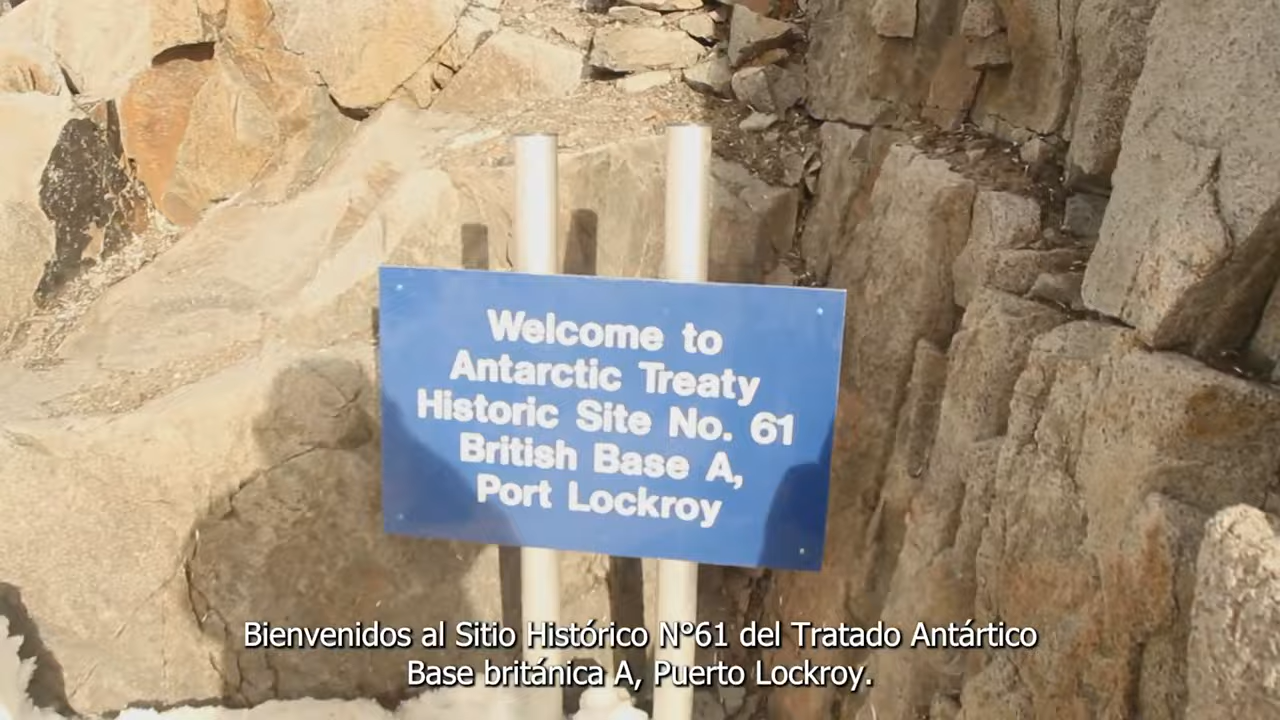 Welcome to
Antarctic Treaty
Historic Site No. 61
British Base A,
Port Lockroy
Bienvenidos al Sitio Histórico N°61 del Tratado Antártico
Base británica A, Puerto Lockroy.